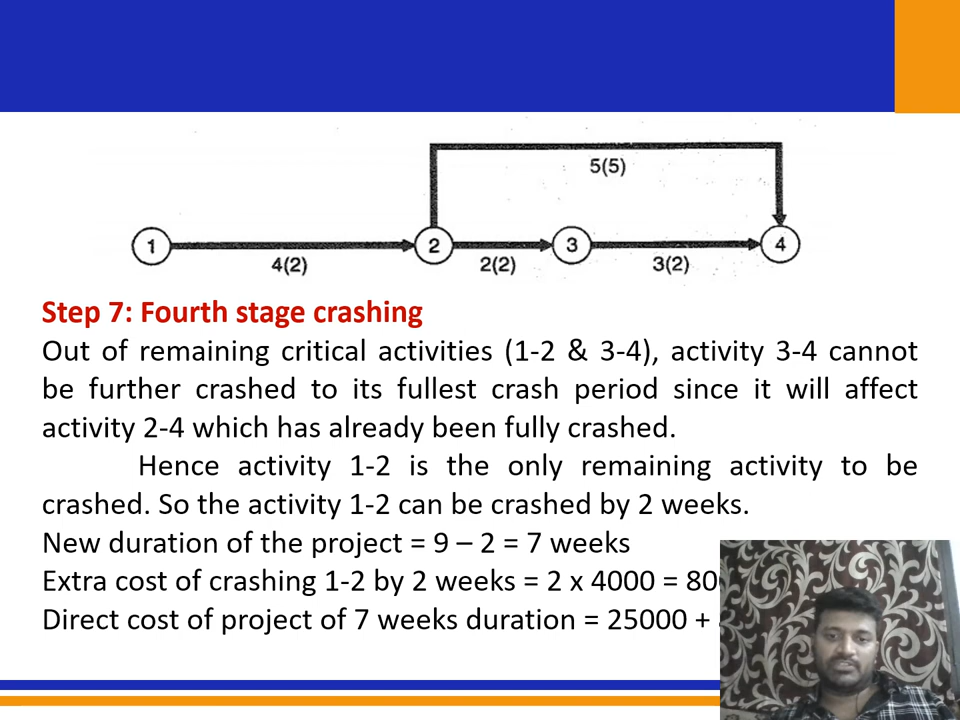 5(5)
1
2
3
4
4(2)
2(2)
3(2)
Step 7: Fourth stage crashing
Out of remaining critical activities (1-2 & 3-4), activity 3-4 cannot
be further crashed to its fullest crash period since it will affect
activity 2-4 which has already been fully crashed.
Hence activity 1-2 is the only remaining activity to be
crashed. So the activity 1-2 can be crashed by 2 weeks.
New duration of the project = 9 – 2 = 7 weeks
Extra cost of crashing 1-2 by 2 weeks = 2 x 4000 = 80
Direct cost of project of 7 weeks duration = 25000 +